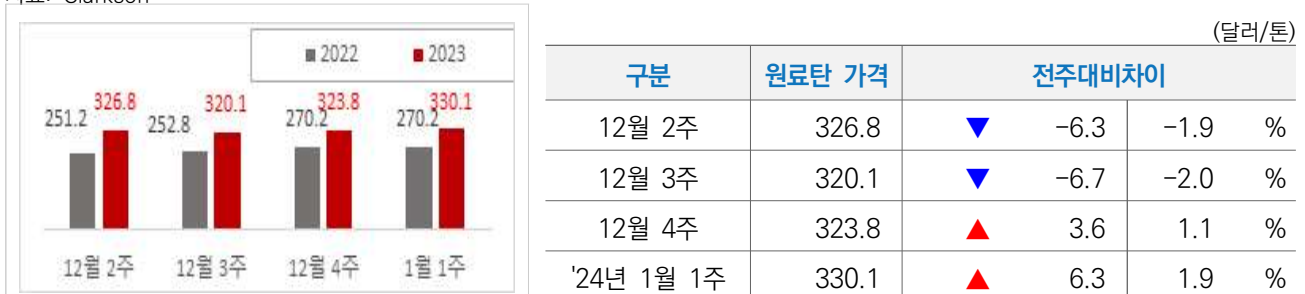 (달러/톤)
■ 2022 ■ 2023
251.2 326.8 252.8 320.1 270.2 323.8 270.2 330.1
12월 2주 12월 3주 12월 4주 1월 1주
구분 원료탄 가격 전주대비차이
12월 2주 326.8 ▼ -6.3 -1.9 %
12월 3주 320.1 ▼ -6.7 -2.0 %
12월 4주 323.8 ▲ 3.6 1.1 %
'24년 1월 1주 330.1 ▲ 6.3 1.9 %